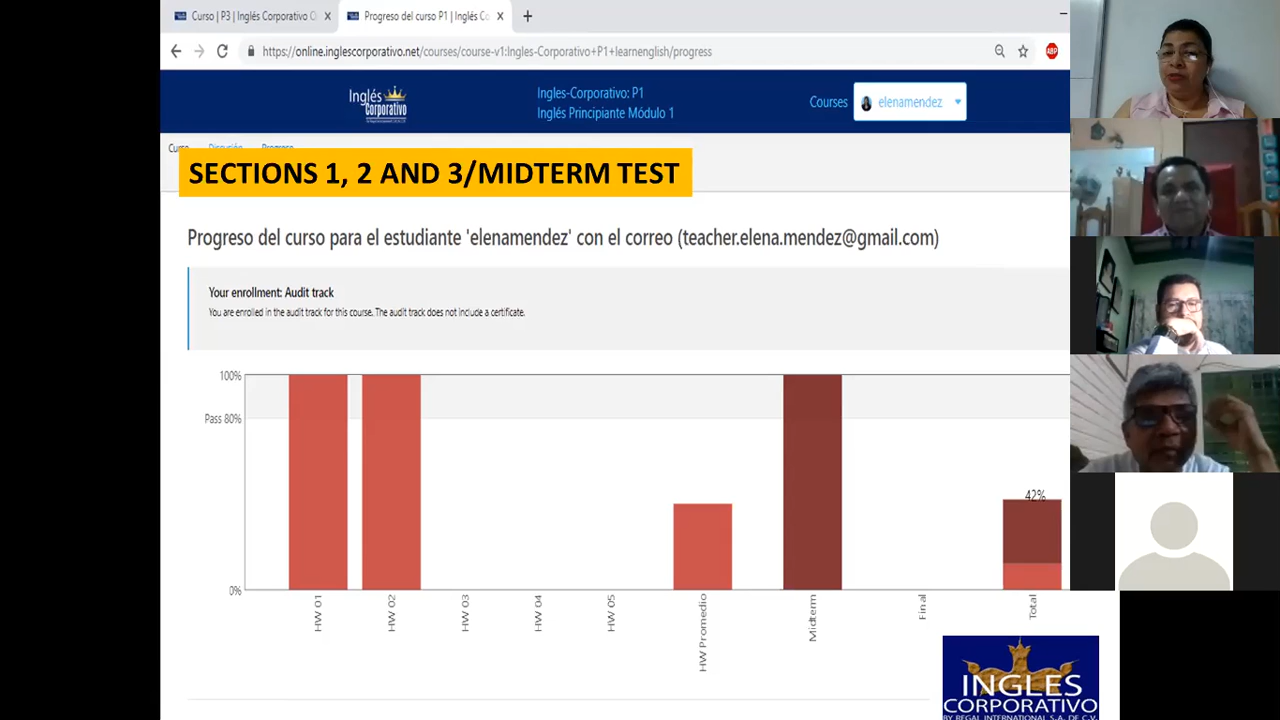 Curso | P3 | Inglés Corporativo O
Progreso del curso P1 | Inglés Co
https://online.inglescorporativo.net/courses/course-v1:Ingles-Corporativo+P1+learnenglish/progress
ABP
Inglés
Corporativo
Ingles-Corporativo: P1
Inglés Principiante Módulo 1
Courses
elenamendez
Curso
Discusión
Progreso
SECTIONS 1, 2 AND 3/MIDTERM TEST
Progreso del curso para el estudiante 'elenamendez' con el correo (teacher.elena.mendez@gmail.com)
Your enrollment: Audit track
You are enrolled in the audit track for this course. The audit track does not include a certificate.
100%
Pass 80%
0%
42%
HW 01
HW 02
HW 03
HW 04
HW 05
HW Promedio
Midterm
Final
Total
INGLES
CORPORATIVO
BY REGAL INTERNATIONAL S.A. DE C.V.